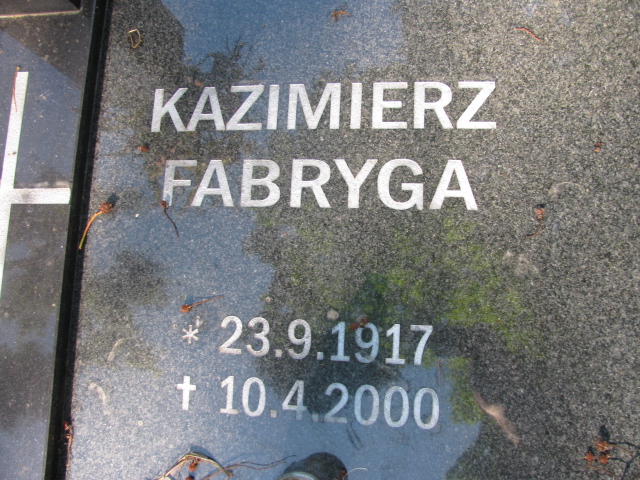 KAZIMIERZ
FABRYGA
* 23.9.1917
† 10.4.2000